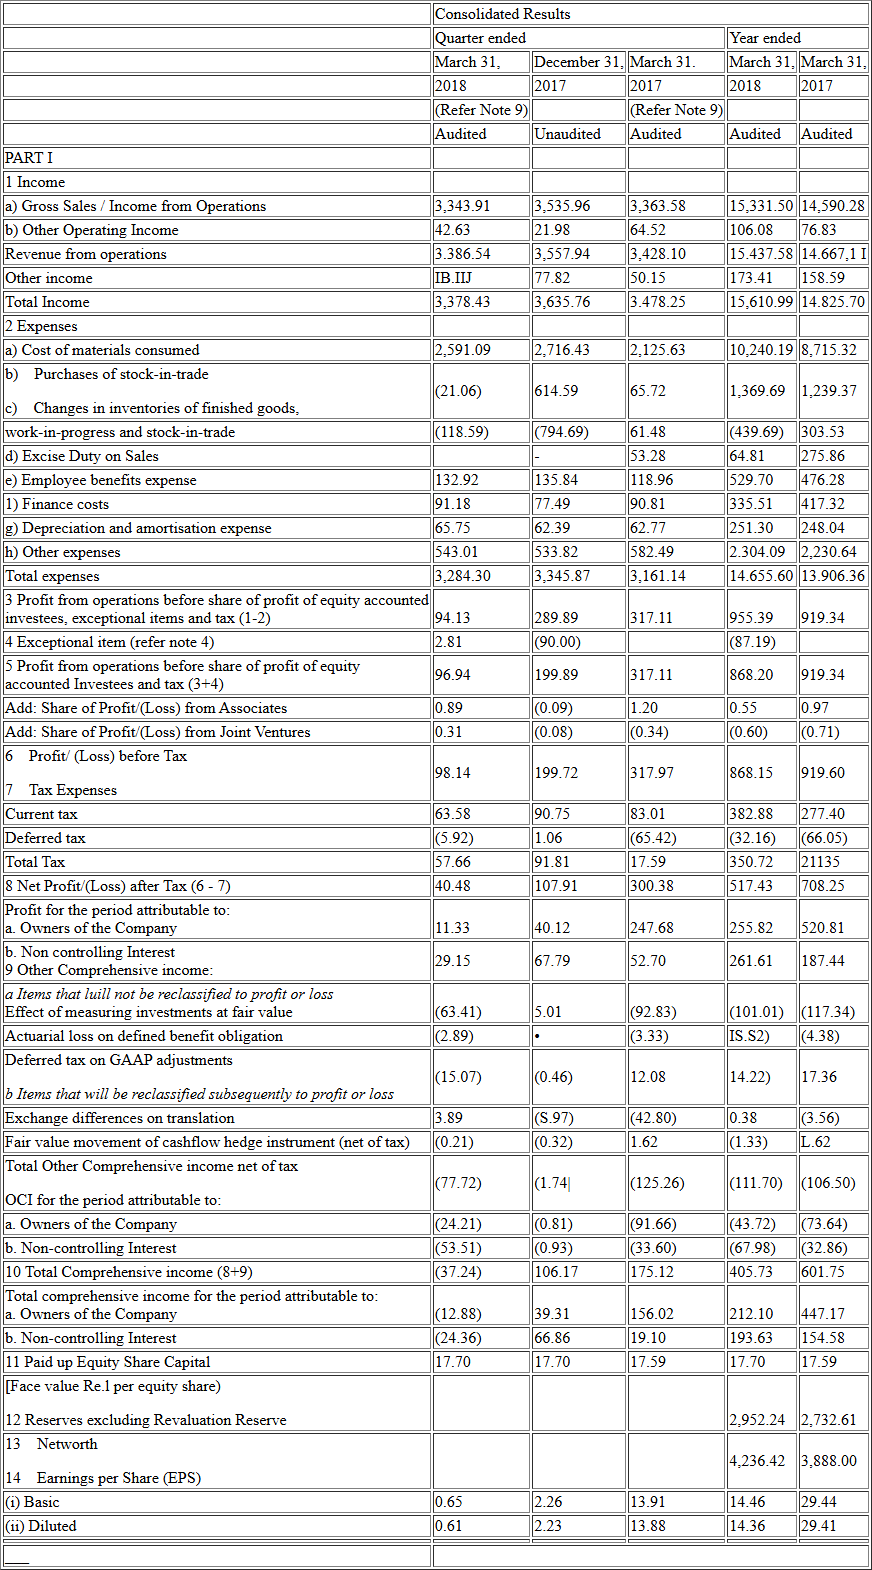 Consolidated Results
Quarter ended Year ended
March 31, December 31, March 31. March 31, March 31,
2018 2017 2017 2018 2017
(Refer Note 9) (Refer Note 9)
Audited Unaudited Audited Audited Audited
PART I
1 Income
a) Gross Sales / Income from Operations 3,343.91 3,535.96 3,363.58 15,331.50 14,590.28
b) Other Operating Income 42.63 21.98 64.52 106.08 76.83
Revenue from operations 3.386.54 3,557.94 3,428.10 15.437.58 14.667,1 I
Other income IB.IIJ 77.82 50.15 173.41 158.59
Total Income 3,378.43 3,635.76 3.478.25 15,610.99 14.825.70
2 Expenses
a) Cost of materials consumed 2,591.09 2,716.43 2,125.63 10,240.19 8,715.32
b) Purchases of stock-in-trade
(21.06) 614.59 65.72 1,369.69 1,239.37
c) Changes in inventories of finished goods,
work-in-progress and stock-in-trade (118.59) (794.69) 61.48 (439.69) 303.53
d) Excise Duty on Sales - 53.28 64.81 275.86
e) Employee benefits expense 132.92 135.84 118.96 529.70 476.28
1) Finance costs 91.18 77.49 90.81 335.51 417.32
g) Depreciation and amortisation expense 65.75 62.39 62.77 251.30 248.04
h) Other expenses 543.01 533.82 582.49 2.304.09 2,230.64
Total expenses 3,284.30 3,345.87 3,161.14 14.655.60 13.906.36
3 Profit from operations before share of profit of equity accounted
investees, exceptional items and tax (1-2) 94.13 289.89 317.11 955.39 919.34
4 Exceptional item (refer note 4) 2.81 (90.00) (87.19)
5 Profit from operations before share of profit of equity
accounted Investees and tax (3+4) 96.94 199.89 317.11 868.20 919.34
Add: Share of Profit/(Loss) from Associates 0.89 (0.09) 1.20 0.55 0.97
Add: Share of Profit/(Loss) from Joint Ventures 0.31 (0.08) (0.34) (0.60) (0.71)
6 Profit/ (Loss) before Tax
98.14 199.72 317.97 868.15 919.60
7 Tax Expenses
Current tax 63.58 90.75 83.01 382.88 277.40
Deferred tax (5.92) 1.06 (65.42) (32.16) (66.05)
Total Tax 57.66 91.81 17.59 350.72 21135
8 Net Profit/(Loss) after Tax (6 - 7) 40.48 107.91 300.38 517.43 708.25
Profit for the period attributable to:
a. Owners of the Company 11.33 40.12 247.68 255.82 520.81
b. Non controlling Interest 29.15 67.79 52.70 261.61 187.44
9 Other Comprehensive income:
a Items that luill not be reclassified to profit or loss
Effect of measuring investments at fair value (63.41) 5.01 (92.83) (101.01) (117.34)
Actuarial loss on defined benefit obligation (2.89) • (3.33) IS.S2) (4.38)
Deferred tax on GAAP adjustments
(15.07) (0.46) 12.08 14.22) 17.36
b Items that will be reclassified subsequently to profit or loss
Exchange differences on translation 3.89 (S.97) (42.80) 0.38 (3.56)
Fair value movement of cashflow hedge instrument (net of tax) (0.21) (0.32) 1.62 (1.33) L.62
Total Other Comprehensive income net of tax
(77.72) (1.74| (125.26) (111.70) (106.50)
OCI for the period attributable to:
a. Owners of the Company (24.21) (0.81) (91.66) (43.72) (73.64)
b. Non-controlling Interest (53.51) (0.93) (33.60) (67.98) (32.86)
10 Total Comprehensive income (8+9) (37.24) 106.17 175.12 405.73 601.75
Total comprehensive income for the period attributable to:
a. Owners of the Company (12.88) 39.31 156.02 212.10 447.17
b. Non-controlling Interest (24.36) 66.86 19.10 193.63 154.58
11 Paid up Equity Share Capital 17.70 17.70 17.59 17.70 17.59
[Face value Re.l per equity share)
12 Reserves excluding Revaluation Reserve 2,952.24 2,732.61
13 Networth
4,236.42 3,888.00
14 Earnings per Share (EPS)
(i) Basic 0.65 2.26 13.91 14.46 29.44
(ii) Diluted 0.61 2.23 13.88 14.36 29.41